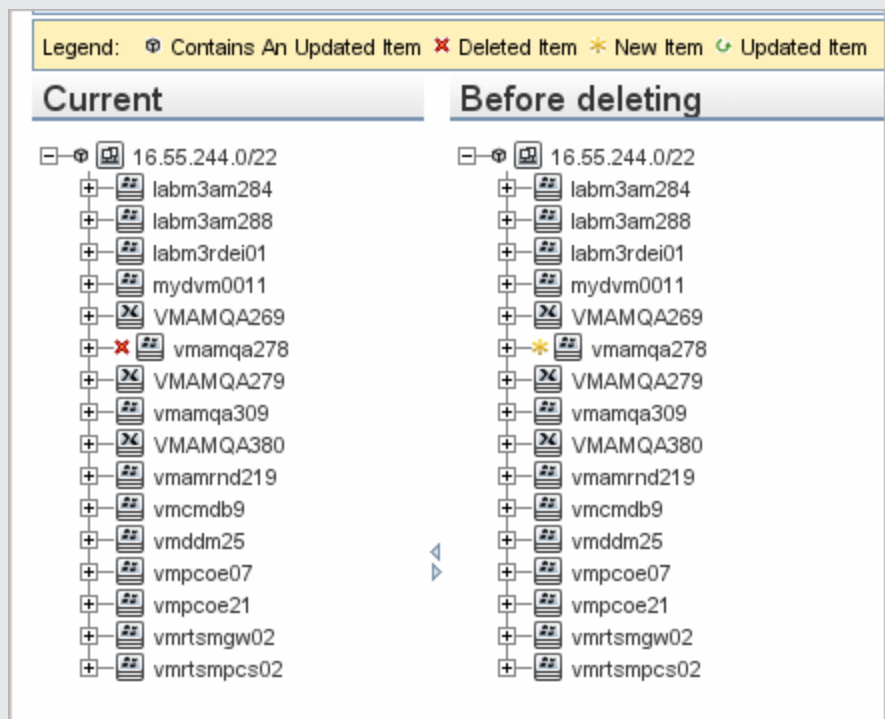 Legend: Contains An Updated Item Deleted Item New Item Updated Item
Current
16.55.244.0/22
labm3am284
labm3am288
labm3rdei01
mydvm0011
VMAMQA269
vmamqa278
VMAMQA279
vmamqa309
VMAMQA380
vmamrnd219
vmcmdb9
vmddm25
vmpcoe07
vmpcoe21
vmrtsmgw02
vmrtsmpcs02
Before deleting
16.55.244.0/22
labm3am284
labm3am288
labm3rdei01
mydvm0011
VMAMQA269
vmamqa278
VMAMQA279
vmamqa309
VMAMQA380
vmamrnd219
vmcmdb9
vmddm25
vmpcoe07
vmpcoe21
vmrtsmgw02
vmrtsmpcs02